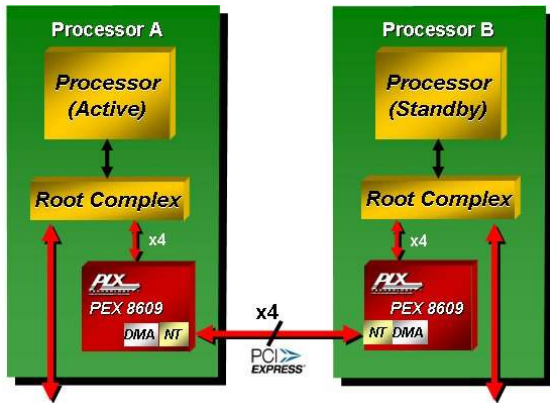 Processor A
Processor
(Active)
Root Complex
x4
PLX
PEX 8609
DMA NT
x4
PCI
EXPRESS®
Processor B
Processor
(Standby)
Root Complex
x4
PLX
PEX 8609
NT DMA